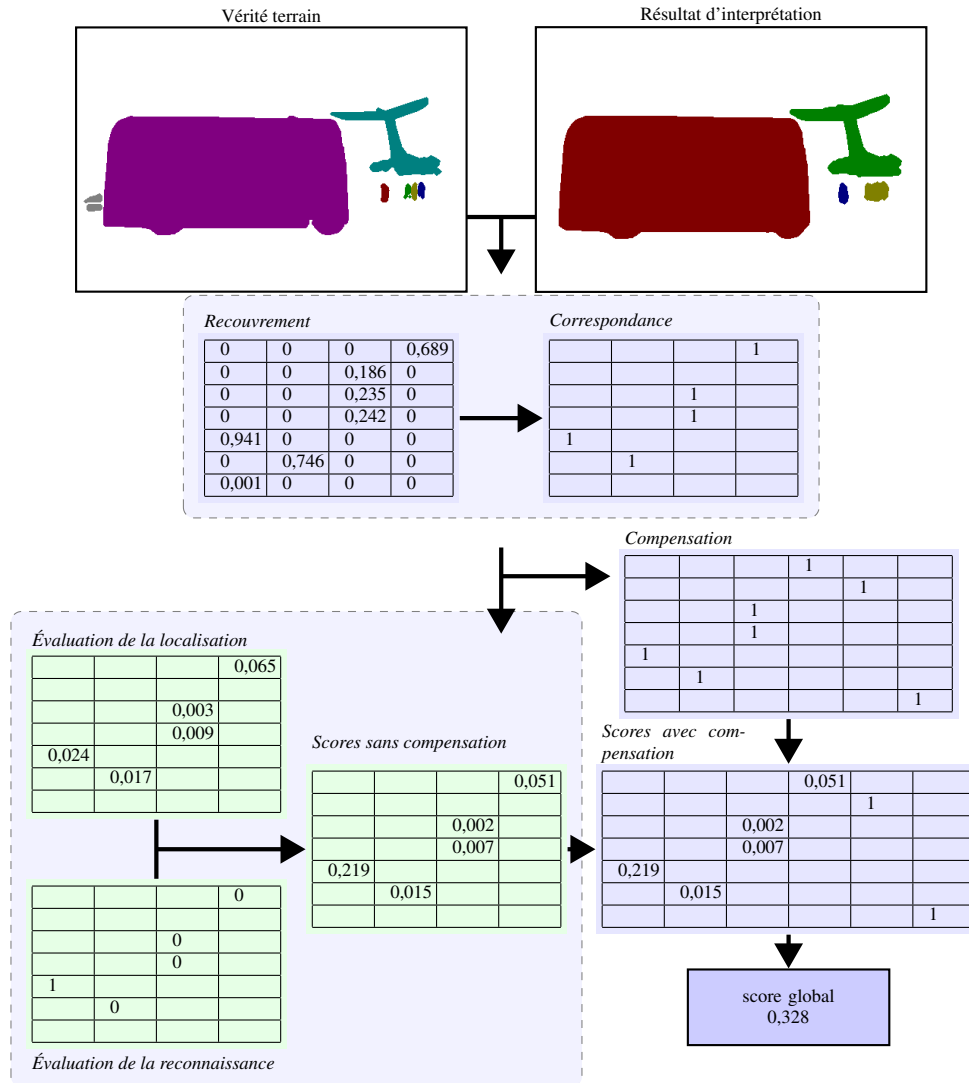 Vérité terrain
Résultat d'interprétation
Recouvrement
0 0 0 0,689
0 0 0,186 0
0 0 0,235 0
0 0 0,242 0
0,941 0 0 0
0 0,746 0 0
0,001 0 0 0
Correspondance
1
1
1
1
1
Compensation
1
1
1
1
1
1
1
Évaluation de la localisation
0,065
0,003
0,009
0,024
0,017
Scores sans compensation
0,051
0,002
0,007
0,219
0,015
Scores avec com-
pensation
0,051
1
0,002
0,007
0,219
0,015
1
0
0
0
1
0
Évaluation de la reconnaissance
score global
0,328